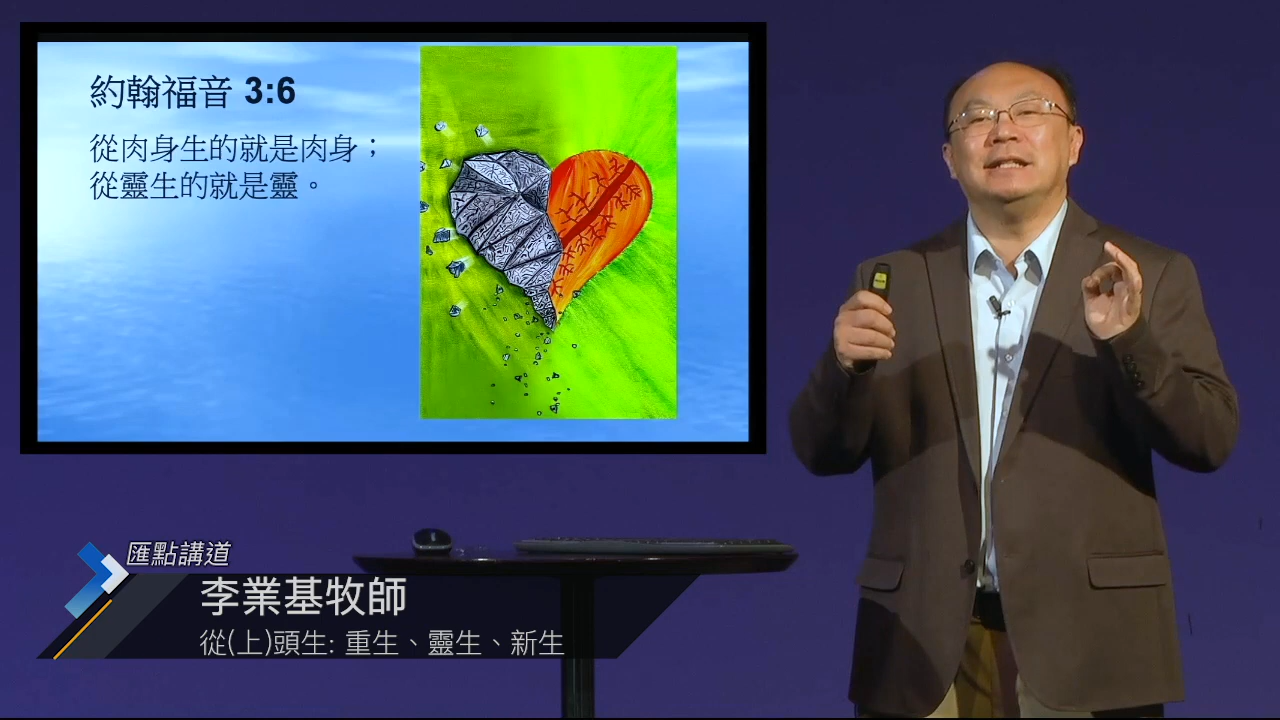 約翰福音 3:6
從肉身生的就是肉身；
從靈生的就是靈。
匯點講道
李業基牧師
從(上)頭生: 重生、靈生、新生